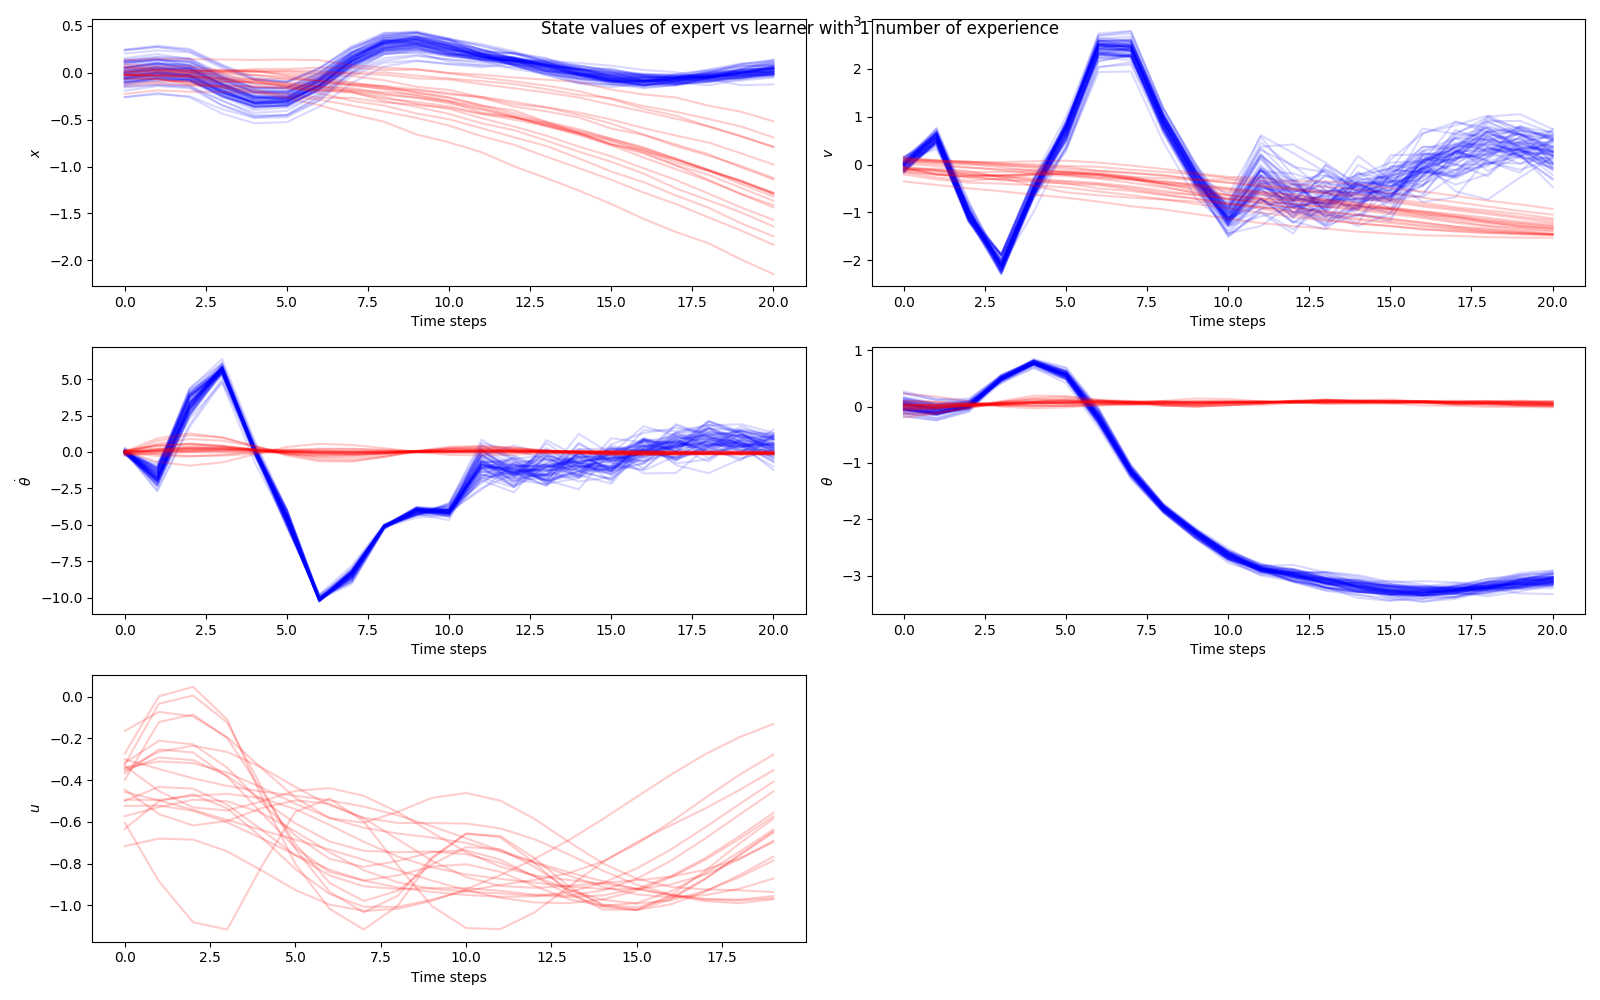 State values of expert vs learner with 1 number of experience
0.5
0.0
−0.5
−1.0
−1.5
−2.0
x
0.0 2.5 5.0 7.5 10.0 12.5 15.0 17.5 20.0
Time steps
3
2
1
0
−1
−2
v
0.0 2.5 5.0 7.5 10.0 12.5 15.0 17.5 20.0
Time steps
5.0
2.5
0.0
−2.5
−5.0
−7.5
−10.0
θ̇
0.0 2.5 5.0 7.5 10.0 12.5 15.0 17.5 20.0
Time steps
1
0
−1
−2
−3
θ
0.0 2.5 5.0 7.5 10.0 12.5 15.0 17.5 20.0
Time steps
0.0
−0.2
−0.4
−0.6
−0.8
−1.0
u
0.0 2.5 5.0 7.5 10.0 12.5 15.0 17.5
Time steps